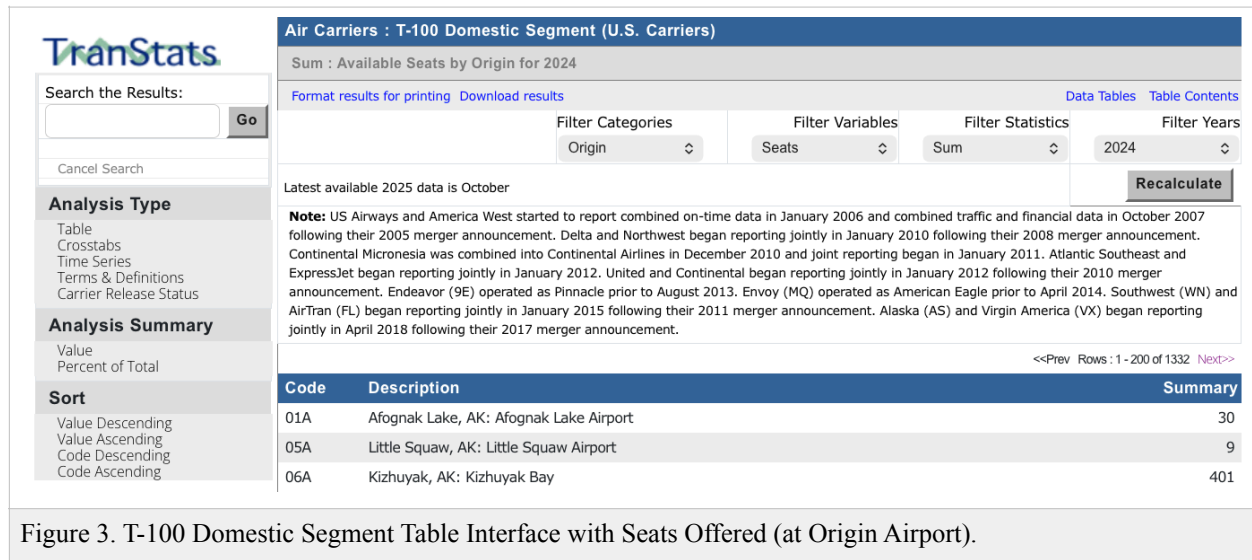 TranStats
Search the Results:
Go
Cancel Search
Analysis Type
Table
Crosstabs
Time Series
Terms & Definitions
Carrier Release Status
Analysis Summary
Value
Percent of Total
Sort
Value Descending
Value Ascending
Code Descending
Code Ascending
Air Carriers : T-100 Domestic Segment (U.S. Carriers)
Sum : Available Seats by Origin for 2024
Format results for printing Download results Data Tables Table Contents
Filter Categories Filter Variables Filter Statistics Filter Years
Origin Seats Sum 2024
Latest available 2025 data is October Recalculate
Note: US Airways and America West started to report combined on-time data in January 2006 and combined traffic and financial data in October 2007
following their 2005 merger announcement. Delta and Northwest began reporting jointly in January 2010 following their 2008 merger announcement.
Continental Micronesia was combined into Continental Airlines in December 2010 and joint reporting began in January 2011. Atlantic Southeast and
ExpressJet began reporting jointly in January 2012. United and Continental began reporting jointly in January 2012 following their 2010 merger
announcement. Endeavor (9E) operated as Pinnacle prior to August 2013. Envoy (MQ) operated as American Eagle prior to April 2014. Southwest (WN) and
AirTran (FL) began reporting jointly in January 2015 following their 2011 merger announcement. Alaska (AS) and Virgin America (VX) began reporting
jointly in April 2018 following their 2017 merger announcement.
<<Prev Rows : 1 - 200 of 1332 Next>>
Code Description Summary
01A Afognak Lake, AK: Afognak Lake Airport 30
05A Little Squaw, AK: Little Squaw Airport 9
06A Kizhuyak, AK: Kizhuyak Bay 401
Figure 3. T-100 Domestic Segment Table Interface with Seats Offered (at Origin Airport).